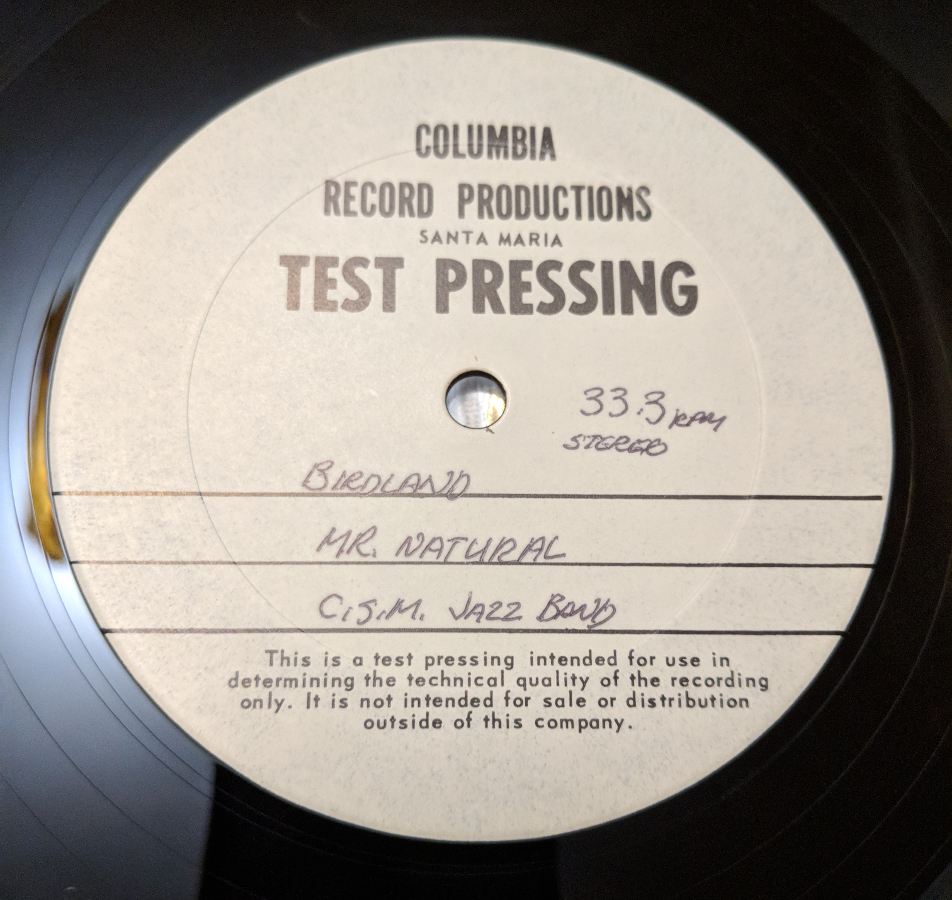 COLUMBIA
RECORD PRODUCTIONS
SANTA MARIA
TEST PRESSING
33.3 RPM
STEREO
BIRDLAND
MR. NATURAL
C.S.M. JAZZ BAND
This is a test pressing intended for use in
determining the technical quality of the recording
only. It is not intended for sale or distribution
outside of this company.